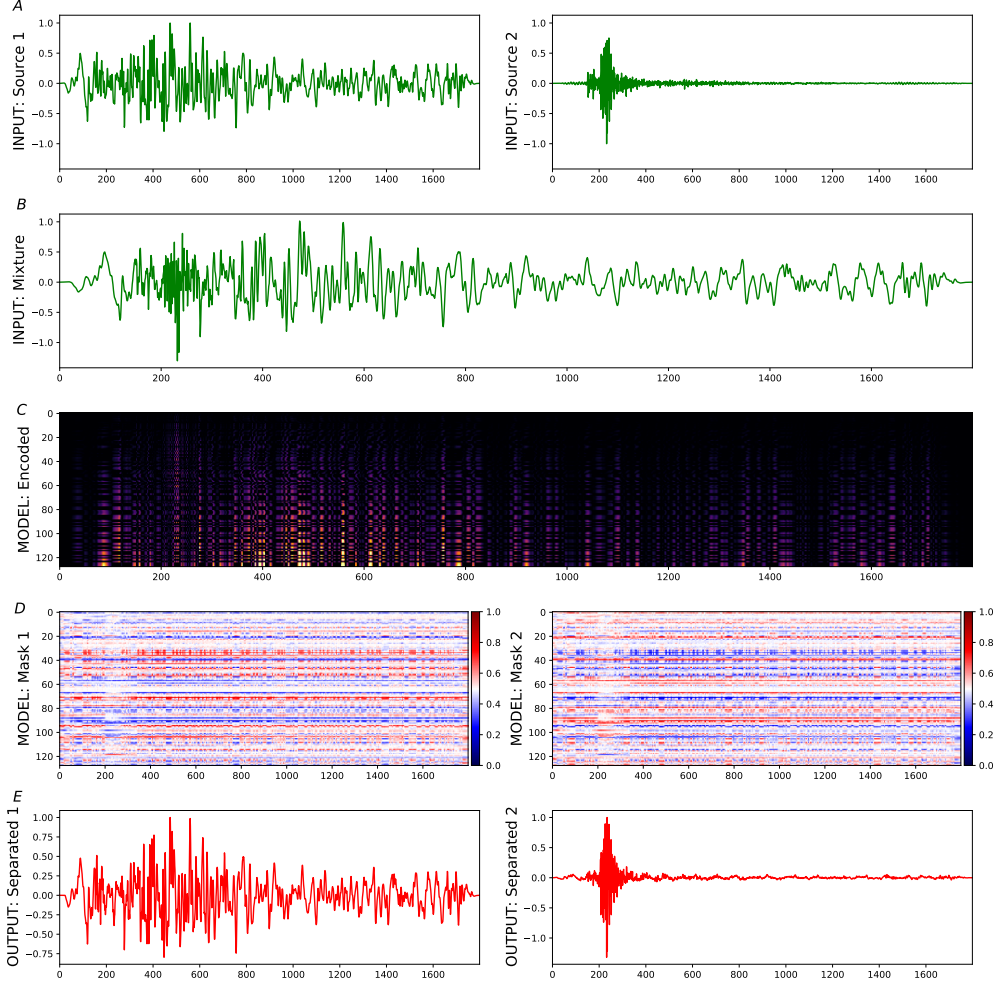 A
INPUT: Source 1
1.0
0.5
0.0
−0.5
−1.0
0 200 400 600 800 1000 1200 1400 1600
INPUT: Source 2
1.0
0.5
0.0
−0.5
−1.0
0 200 400 600 800 1000 1200 1400 1600
B
INPUT: Mixture
1.0
0.5
0.0
−0.5
−1.0
0 200 400 600 800 1000 1200 1400 1600
C
MODEL: Encoded
0
20
40
60
80
100
120
0 200 400 600 800 1000 1200 1400 1600
D
MODEL: Mask 1
0
20
40
60
80
100
120
0 200 400 600 800 1000 1200 1400 1600
1.0
0.8
0.6
0.4
0.2
0.0
MODEL: Mask 2
0
20
40
60
80
100
120
0 200 400 600 800 1000 1200 1400 1600
1.0
0.8
0.6
0.4
0.2
0.0
E
OUTPUT: Separated 1
1.00
0.75
0.50
0.25
0.00
−0.25
−0.50
−0.75
0 200 400 600 800 1000 1200 1400 1600
OUTPUT: Separated 2
1.0
0.5
0.0
−0.5
−1.0
0 200 400 600 800 1000 1200 1400 1600